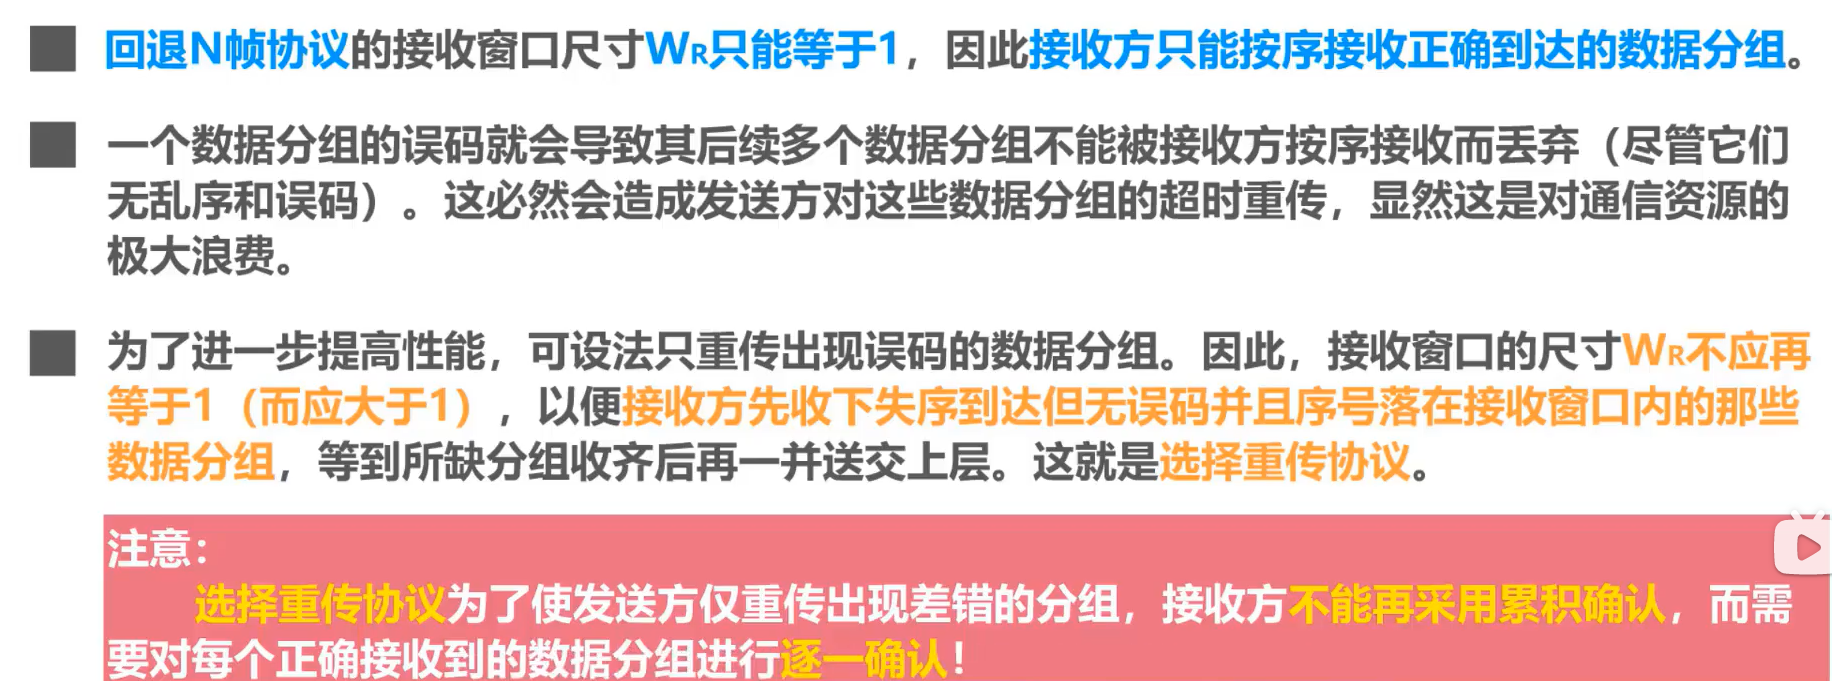 回退N帧协议的接收窗口尺寸WR只能等于1，因此接收方只能按序接收正确到达的数据分组。
一个数据分组的误码就会导致其后续多个数据分组不能被接收方按序接收而丢弃（尽管它们
无乱序和误码）。这必然会造成发送方对这些数据分组的超时重传，显然这是对通信资源的
极大浪费。
为了进一步提高性能，可设法只重传出现误码的数据分组。因此，接收窗口的尺寸WR不应再
等于1（而应大于1），以便接收方先收下失序到达但无误码并且序号落在接收窗口内的那些
数据分组，等到所缺分组收齐后再一并送交上层。这就是选择重传协议。
注意：
选择重传协议为了使发送方仅重传出现差错的分组，接收方不能再采用累积确认，而需
要对每个正确接收到的数据分组进行逐一确认！